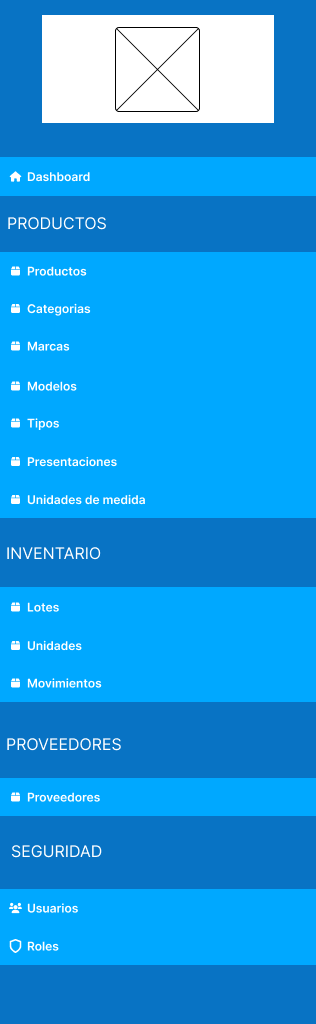 Dashboard
PRODUCTOS
Productos
Categorias
Marcas
Modelos
Tipos
Presentaciones
Unidades de medida
INVENTARIO
Lotes
Unidades
Movimientos
PROVEEDORES
Proveedores
SEGURIDAD
Usuarios
Roles